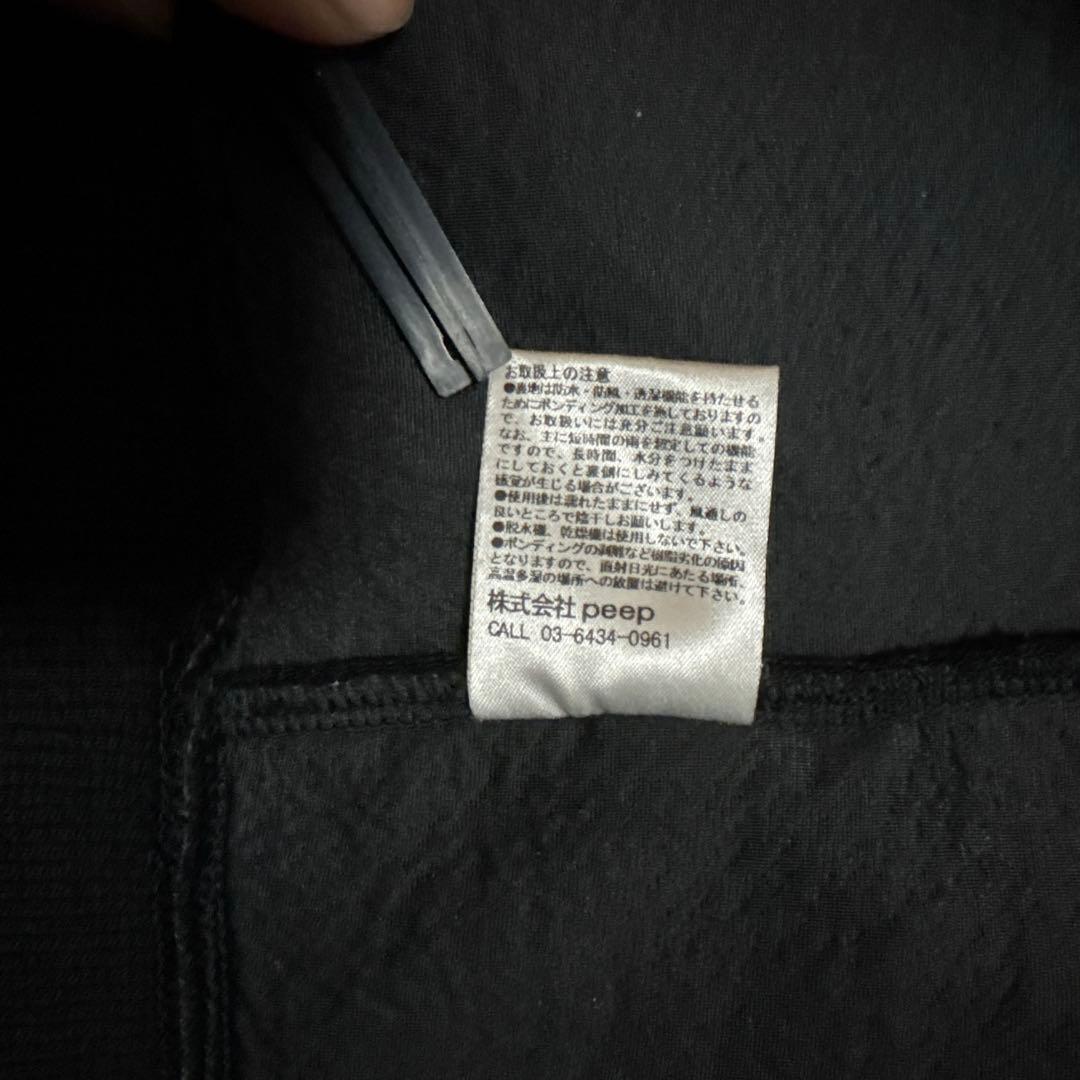 お取扱上の注意
●裏地は防水・防風・透湿機能を持たせる
ためにボンディング加工を施しておりますの
で、お取扱いには充分ご注意願います。
なお、主に短時間の雨を想定しての機能
ですので、長時間、水分をつけたまま
にしておくと裏側にしみてくるような
感覚が生じる場合がございます。
●使用後は濡れたままにせず、風通しの
良いところで陰干しお願いします。
●脱水機、乾燥機は使用しないで下さい。
●ボンディングの剥離など樹脂劣化の原因
となりますので、直射日光にあたる場所、
高温多湿の場所への放置は避けて下さい。
株式会社peep
CALL 03-6434-0961